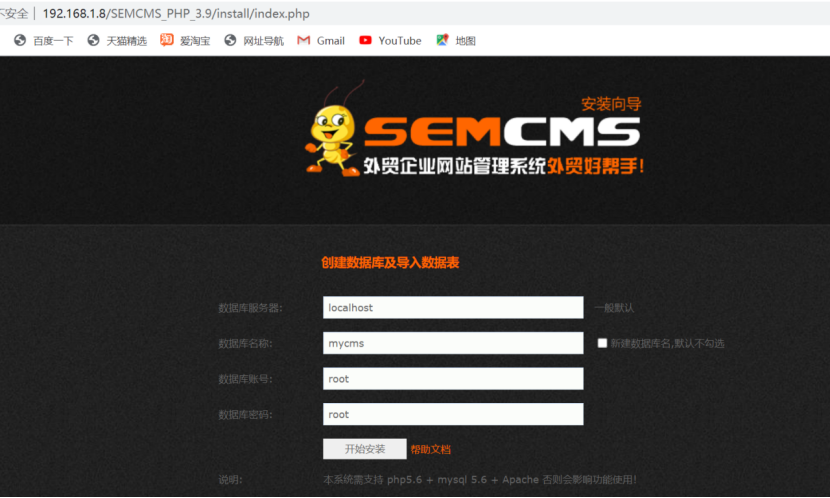 不安全 192.168.1.8/SEMCMS_PHP_3.9/install/index.php
百度一下 天猫精选 淘 爱淘宝 网址导航 Gmail YouTube 地图
安装向导
SEMCMS
外贸企业网站管理系统外贸好帮手!
创建数据库及导入数据表
数据库服务器: localhost 一般默认
数据库名称: mycms 新建数据库名,默认不勾选
数据库账号: root
数据库密码: root
开始安装 帮助文档
说明: 本系统需支持 php5.6 + mysql 5.6 + Apache 否则会影响功能使用!